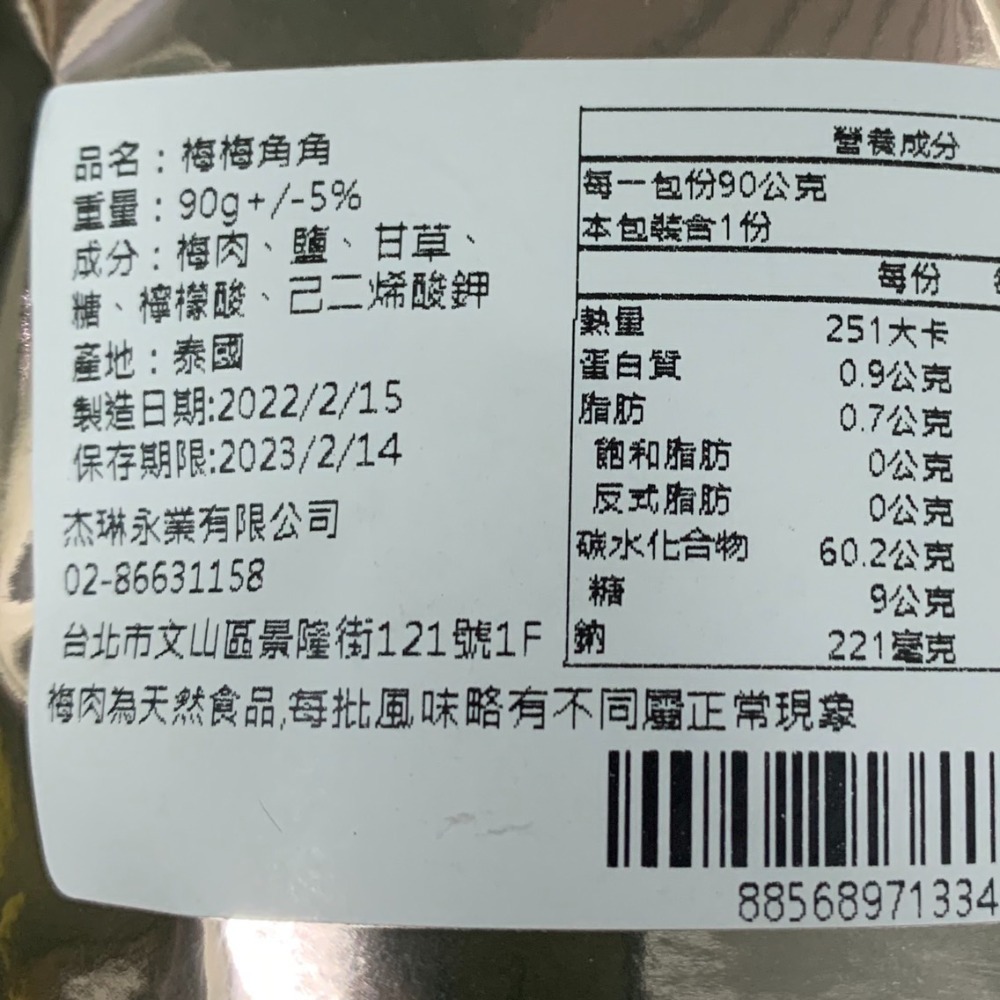 品名：梅梅角角
重量：90g+/-5%
成分：梅肉、鹽、甘草、
糖、檸檬酸、己二烯酸鉀
產地：泰國
製造日期:2022/2/15
保存期限:2023/2/14
杰琳永業有限公司
02-86631158
台北市文山區景隆街121號1F
營養成分
每一包份90公克
本包裝含1份
每份
熱量 251大卡
蛋白質 0.9公克
脂肪 0.7公克
飽和脂肪 0公克
反式脂肪 0公克
碳水化合物 60.2公克
糖 9公克
鈉 221毫克
梅肉為天然食品,每批風味略有不同屬正常現象
88568971334